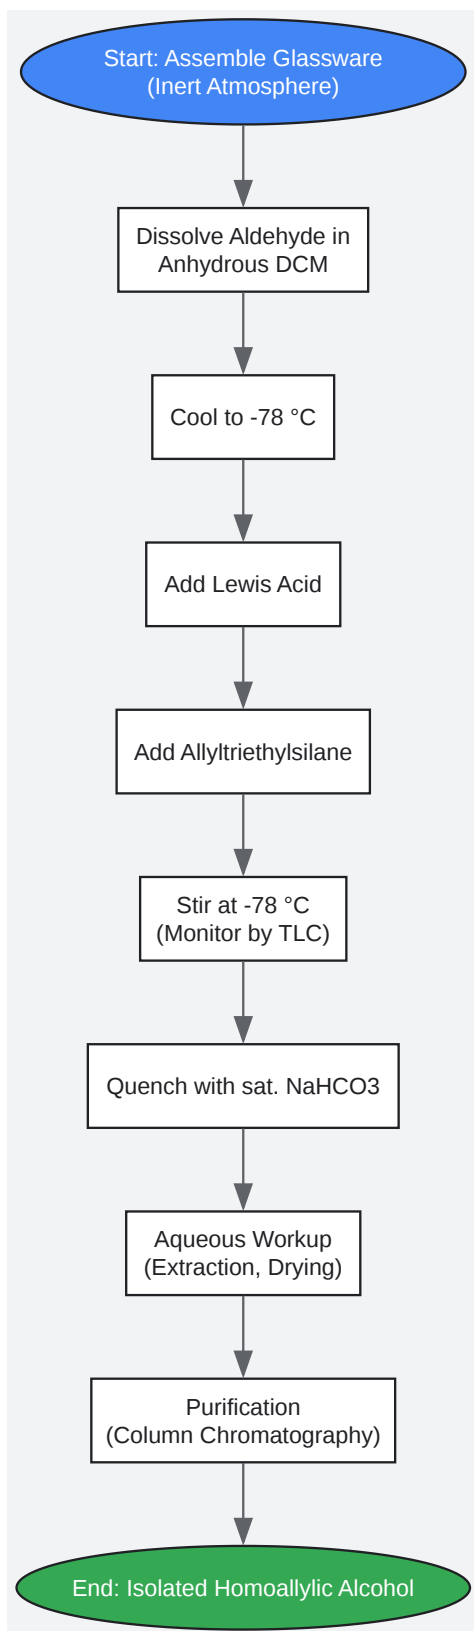 Start: Assemble Glassware
(Inert Atmosphere)
Dissolve Aldehyde in
Anhydrous DCM
Cool to -78 °C
Add Lewis Acid
Add Allyltriethylsilane
Stir at -78 °C
(Monitor by TLC)
Quench with sat. NaHCO3
Aqueous Workup
(Extraction, Drying)
Purification
(Column Chromatography)
End: Isolated Homoallylic Alcohol